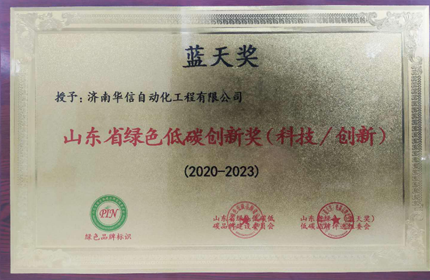 蓝天奖
授予：济南华信自动化工程有限公司
山东省绿色低碳创新奖（科技／创新）
(2020-2023)
绿色品牌标识